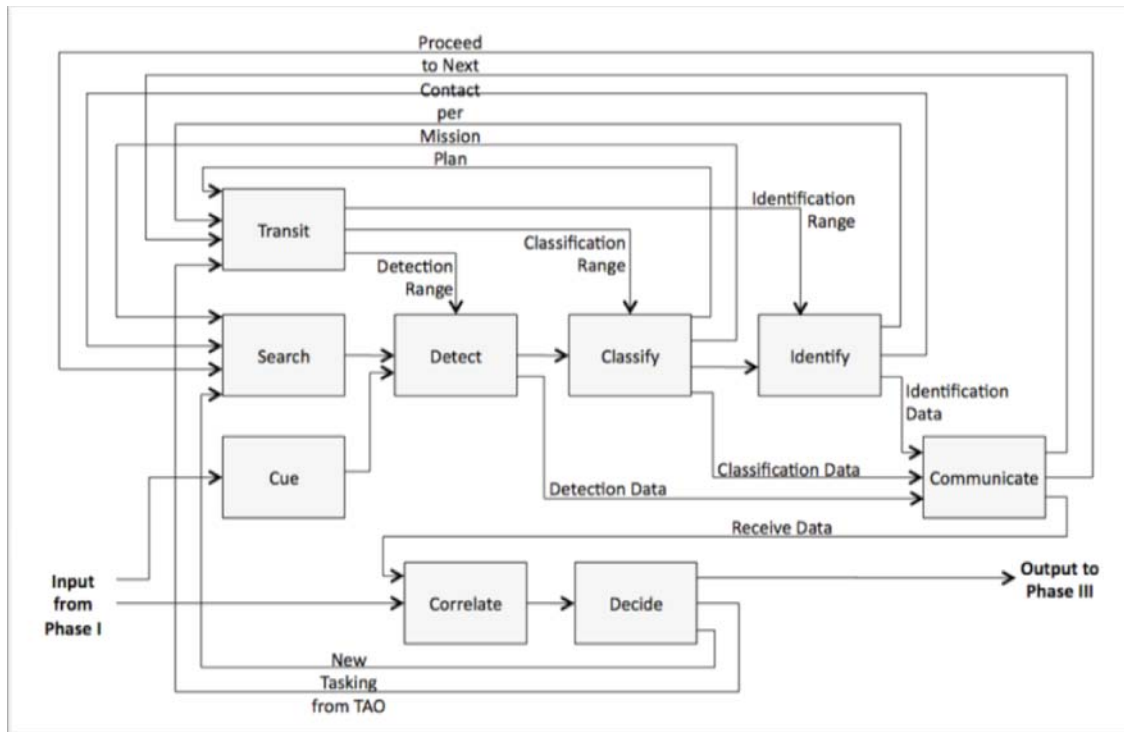 Proceed
to Next
Contact
per
Mission
Plan
Transit
Identification
Range
Classification
Range
Detection
Range
Search
Detect
Classify
Identify
Identification
Data
Cue
Classification Data
Communicate
Detection Data
Receive Data
Input
from
Phase I
Correlate
Decide
Output to
Phase III
New
Tasking
from TAO